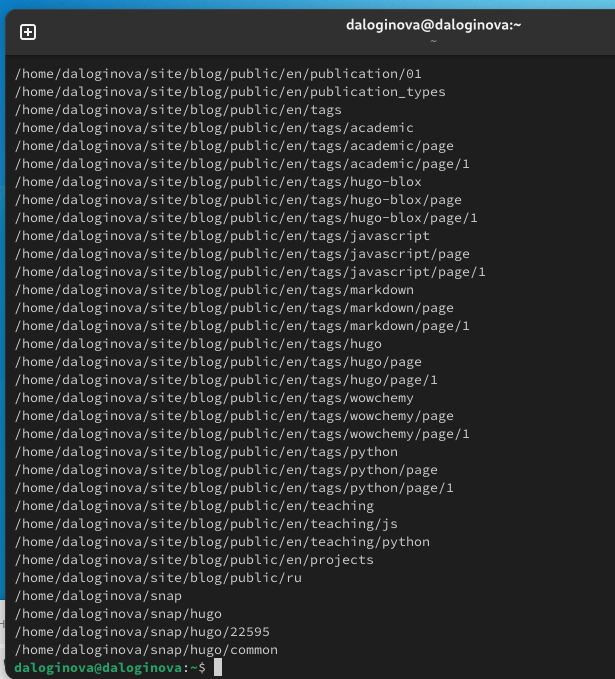 daloginova@daloginova:~
~
/home/daloginova/site/blog/public/en/publication/01
/home/daloginova/site/blog/public/en/publication_types
/home/daloginova/site/blog/public/en/tags
/home/daloginova/site/blog/public/en/tags/academic
/home/daloginova/site/blog/public/en/tags/academic/page
/home/daloginova/site/blog/public/en/tags/academic/page/1
/home/daloginova/site/blog/public/en/tags/hugo-blox
/home/daloginova/site/blog/public/en/tags/hugo-blox/page
/home/daloginova/site/blog/public/en/tags/hugo-blox/page/1
/home/daloginova/site/blog/public/en/tags/javascript
/home/daloginova/site/blog/public/en/tags/javascript/page
/home/daloginova/site/blog/public/en/tags/javascript/page/1
/home/daloginova/site/blog/public/en/tags/markdown
/home/daloginova/site/blog/public/en/tags/markdown/page
/home/daloginova/site/blog/public/en/tags/markdown/page/1
/home/daloginova/site/blog/public/en/tags/hugo
/home/daloginova/site/blog/public/en/tags/hugo/page
/home/daloginova/site/blog/public/en/tags/hugo/page/1
/home/daloginova/site/blog/public/en/tags/wowchemy
/home/daloginova/site/blog/public/en/tags/wowchemy/page
/home/daloginova/site/blog/public/en/tags/wowchemy/page/1
/home/daloginova/site/blog/public/en/tags/python
/home/daloginova/site/blog/public/en/tags/python/page
/home/daloginova/site/blog/public/en/tags/python/page/1
/home/daloginova/site/blog/public/en/teaching
/home/daloginova/site/blog/public/en/teaching/js
/home/daloginova/site/blog/public/en/teaching/python
/home/daloginova/site/blog/public/en/projects
/home/daloginova/site/blog/public/ru
/home/daloginova/snap
/home/daloginova/snap/hugo
/home/daloginova/snap/hugo/22595
/home/daloginova/snap/hugo/common
daloginova@daloginova:~$